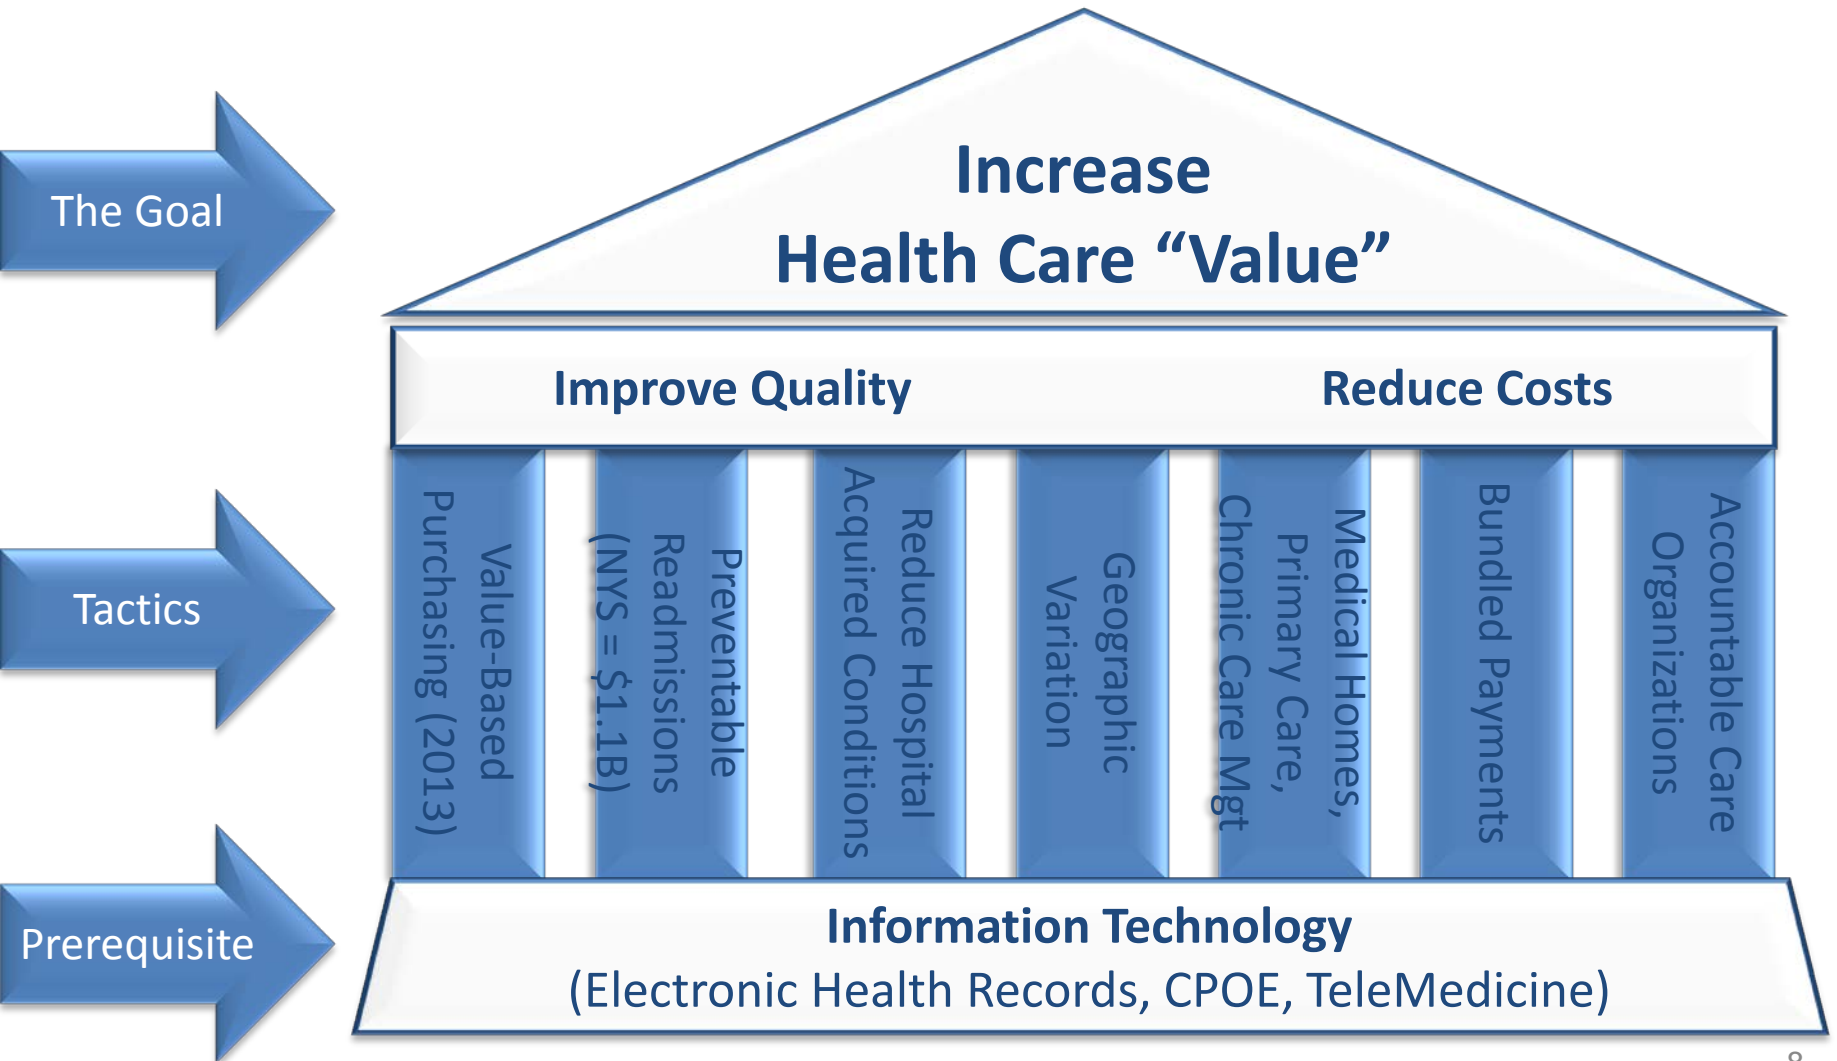 The Goal
Increase
Health Care “Value”
Improve Quality
Reduce Costs
Tactics
Value-Based
Purchasing (2013)
Preventable
Readmissions
(NYS = $1.1B)
Reduce Hospital
Acquired Conditions
Geographic
Variation
Medical Homes,
Primary Care,
Chronic Care Mgt
Bundled Payments
Accountable Care
Organizations
Prerequisite
Information Technology
(Electronic Health Records, CPOE, TeleMedicine)